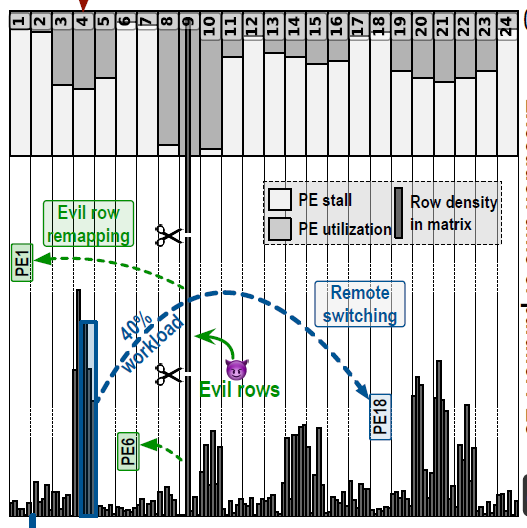 1 2 3 4 5 6 7 8 9 10 11 12 13 14 15 16 17 18 19 20 21 22 23 24
PE stall
PE utilization
Row density
in matrix
Evil row
remapping
PE1
40%
workload
Remote
switching
Evil rows
PE18
PE6